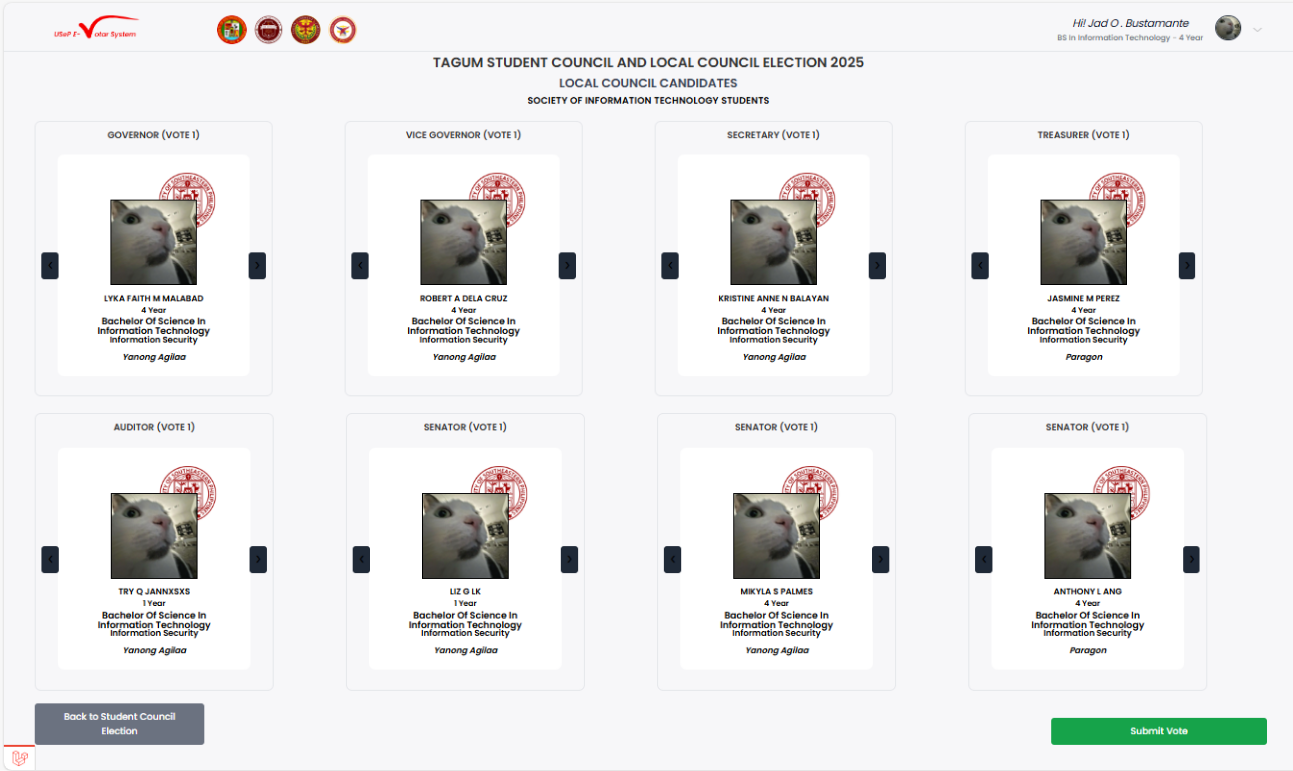 USeP E-Votar System
Hi! Jad O . Bustamante
BS In Information Technology - 4 Year
TAGUM STUDENT COUNCIL AND LOCAL COUNCIL ELECTION 2025
LOCAL COUNCIL CANDIDATES
SOCIETY OF INFORMATION TECHNOLOGY STUDENTS
GOVERNOR (VOTE 1)
LYKA FAITH M MALABAD
4 Year
Bachelor Of Science In
Information Technology
Information Security
Yanong Agilaa
VICE GOVERNOR (VOTE 1)
ROBERT A DELA CRUZ
4 Year
Bachelor Of Science In
Information Technology
Information Security
Yanong Agilaa
SECRETARY (VOTE 1)
KRISTINE ANNE N BALAYAN
4 Year
Bachelor Of Science In
Information Technology
Information Security
Yanong Agilaa
TREASURER (VOTE 1)
JASMINE M PEREZ
4 Year
Bachelor Of Science In
Information Technology
Information Security
Paragon
AUDITOR (VOTE 1)
TRY Q JANNXSXS
1 Year
Bachelor Of Science In
Information Technology
Information Security
Yanong Agilaa
SENATOR (VOTE 1)
LIZ G LK
1 Year
Bachelor Of Science In
Information Technology
Information Security
Yanong Agilaa
SENATOR (VOTE 1)
MIKYLA S PALMES
4 Year
Bachelor Of Science In
Information Technology
Information Security
Yanong Agilaa
SENATOR (VOTE 1)
ANTHONY L ANG
4 Year
Bachelor Of Science In
Information Technology
Information Security
Paragon
Back to Student Council
Election
Submit Vote